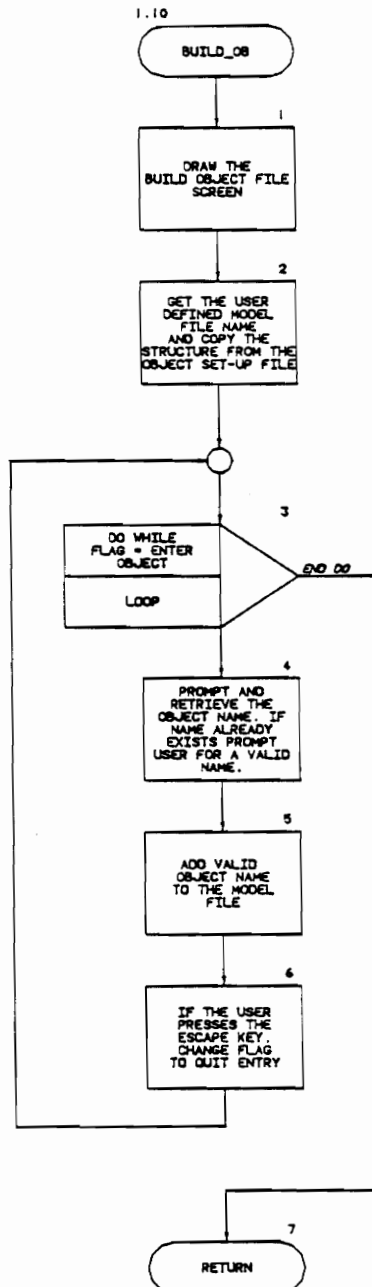 1.10
BUILD_OB
1
DRAW THE
BUILD OBJECT FILE
SCREEN
2
GET THE USER
DEFINED MODEL
FILE NAME
AND COPY THE
STRUCTURE FROM THE
OBJECT SET-UP FILE
3
DO WHILE
FLAG = ENTER
OBJECT
END DO
LOOP
4
PROMPT AND
RETRIEVE THE
OBJECT NAME. IF
NAME ALREADY
EXISTS PROMPT
USER FOR A VALID
NAME.
5
ADD VALID
OBJECT NAME
TO THE MODEL
FILE
6
IF THE USER
PRESSES THE
ESCAPE KEY,
CHANGE FLAG
TO QUIT ENTRY
7
RETURN